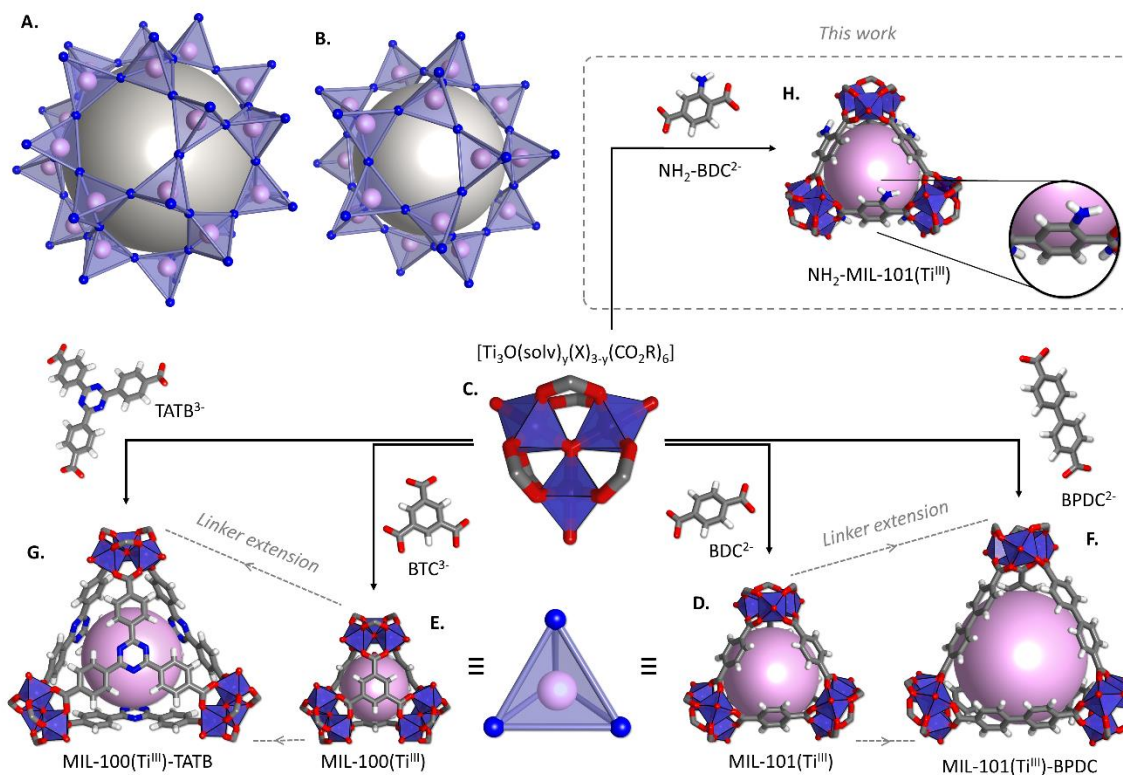 A.
B.
This work
H.
NH₂-BDC²⁻
NH₂-MIL-101(Tiᴵᴵᴵ)
[Ti₃O(solv)ᵧ(X)₃₋ᵧ(CO₂R)₆]
C.
TATB³⁻
BPDC²⁻
Linker extension
BTC³⁻
BDC²⁻
Linker extension
G.
E.
≡
≡
D.
F.
MIL-100(Tiᴵᴵᴵ)-TATB
MIL-100(Tiᴵᴵᴵ)
MIL-101(Tiᴵᴵᴵ)
MIL-101(Tiᴵᴵᴵ)-BPDC